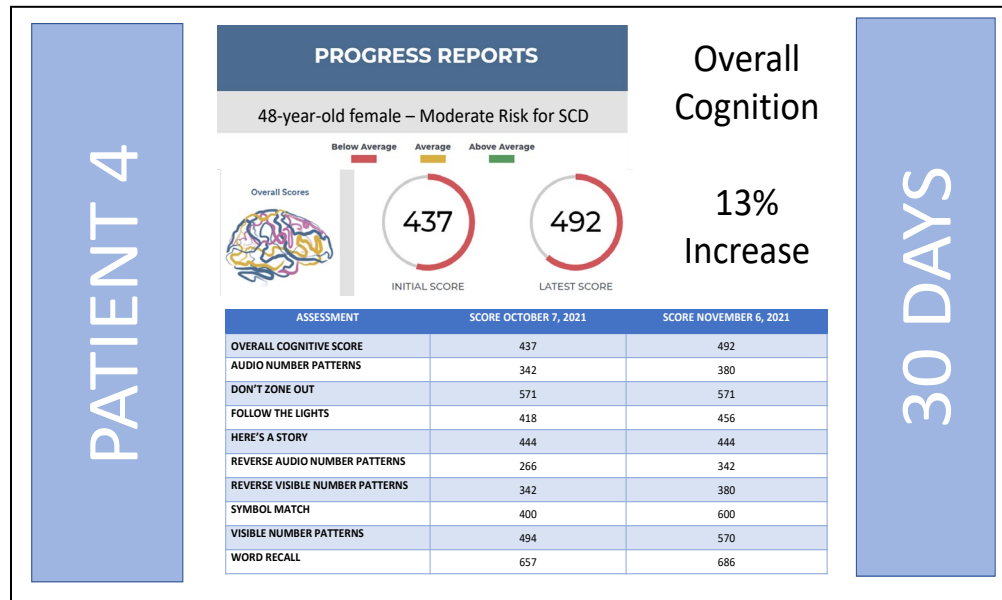 PATIENT 4
PROGRESS REPORTS
48-year-old female – Moderate Risk for SCD
Below Average Average Above Average
Overall Scores
437
INITIAL SCORE
492
LATEST SCORE
Overall
Cognition
13%
Increase
30 DAYS
ASSESSMENT SCORE OCTOBER 7, 2021 SCORE NOVEMBER 6, 2021
OVERALL COGNITIVE SCORE 437 492
AUDIO NUMBER PATTERNS 342 380
DON'T ZONE OUT 571 571
FOLLOW THE LIGHTS 418 456
HERE'S A STORY 444 444
REVERSE AUDIO NUMBER PATTERNS 266 342
REVERSE VISIBLE NUMBER PATTERNS 342 380
SYMBOL MATCH 400 600
VISIBLE NUMBER PATTERNS 494 570
WORD RECALL 657 686